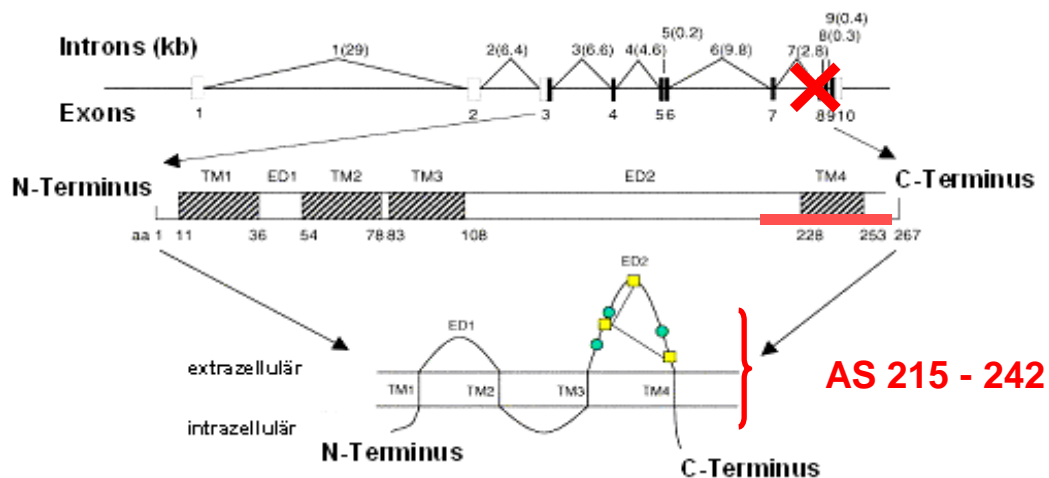 9(0.4)
5(0.2) 8(0.3)
Introns (kb) 1(29) 2(6.4) 3(6.6) 4(4.6) 6(9.8) 7(2.8)
Exons 1 2 3 4 56 7 8910
N-Terminus TM1 ED1 TM2 TM3 ED2 TM4 C-Terminus
aa 1 11 36 54 78 83 108 228 253 267
ED2
ED1
extrazellulär
TM1 TM2 TM3 TM4 AS 215 - 242
intrazellulär
N-Terminus C-Terminus